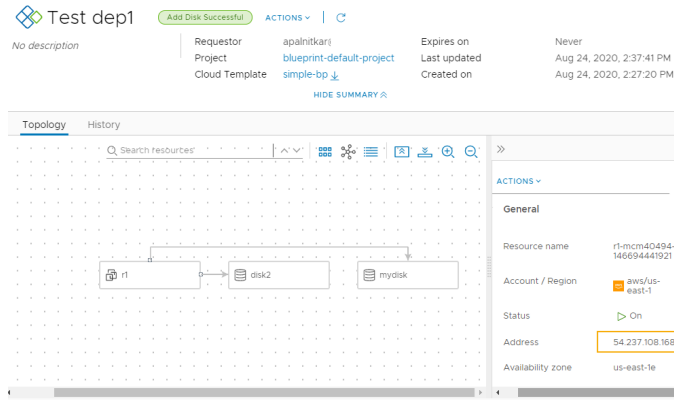 Test dep1
Add Disk Successful
ACTIONS
No description
Requestor apalnitkar
Expires on Never
Project blueprint-default-project
Last updated Aug 24, 2020, 2:37:41 PM
Cloud Template simple-bp
Created on Aug 24, 2020, 2:27:20 PM
HIDE SUMMARY
Topology History
Search resources
ACTIONS
General
Resource name r1-mcm40494-
146694441921
r1
disk2
mydisk
Account / Region aws/us-
east-1
Status On
Address 54.237.108.168
Availability zone us-east-1e